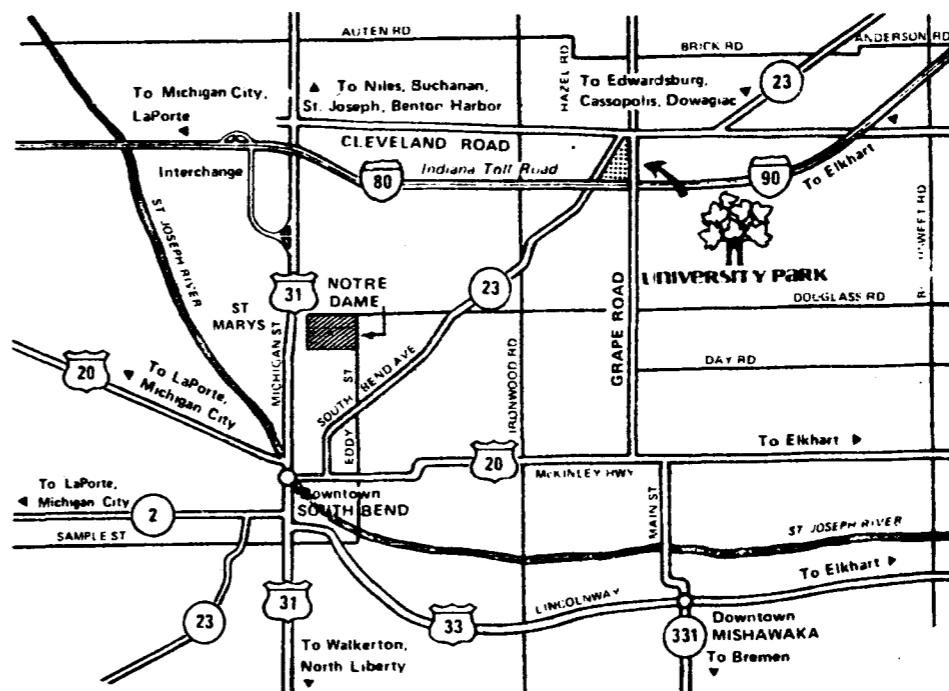 AUTEN RD
HAZEL RD
BRICK RD
ANDERSON RD
To Michigan City,
LaPorte
To Niles, Buchanan,
St. Joseph, Benton Harbor
To Edwardsburg,
Cassopolis, Dowagiac
23
CLEVELAND ROAD
Interchange
80
Indiana Toll Road
90
To Elkhart
ST JOSEPH RIVER
UNIVERSITY PARK
31
NOTRE
DAME
23
DOUGLASS RD
ST
MARYS
MICHIGAN ST
EDDY ST
SOUTH BEND AVE
IRONWOOD RD
GRAPE ROAD
DAY RD
20
To LaPorte,
Michigan City
20
McKINLEY HWY
To Elkhart
To LaPorte,
Michigan City
2
Downtown
SOUTH BEND
MAIN ST
SAMPLE ST
ST JOSEPH RIVER
To Elkhart
23
31
33
LINCOLNWAY
331
Downtown
MISHAWAKA
To Walkerton,
North Liberty
To Bremen